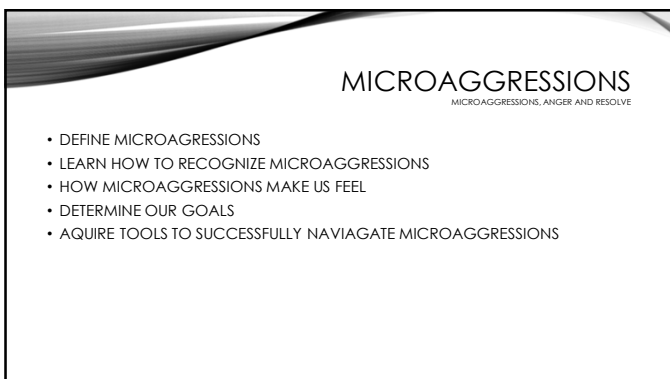 MICROAGGRESSIONS
MICROAGGRESSIONS, ANGER AND RESOLVE
• DEFINE MICROAGRESSIONS
• LEARN HOW TO RECOGNIZE MICROAGGRESSIONS
• HOW MICROAGGRESSIONS MAKE US FEEL
• DETERMINE OUR GOALS
• AQUIRE TOOLS TO SUCCESSFULLY NAVIAGATE MICROAGGRESSIONS